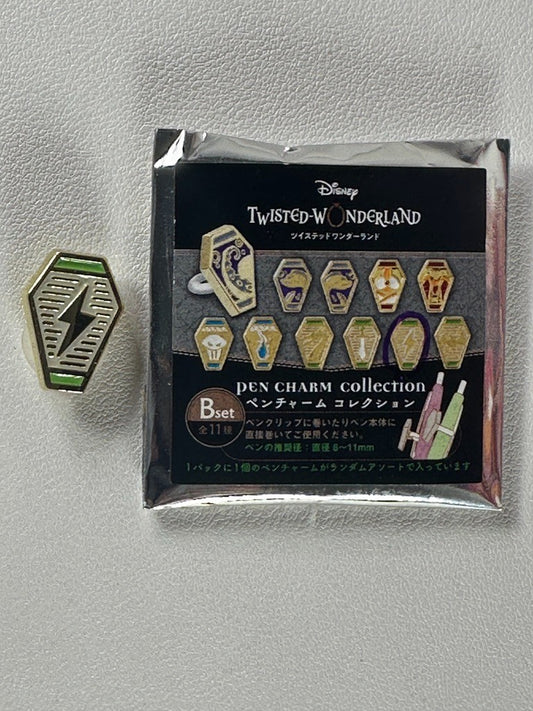 Disney
TWISTED-WONDERLAND
ツイステッドワンダーランド
PEN CHARM collection
ペンチャーム コレクション
Bset
全11種
ペンクリップに巻いたりペン本体に
直接巻いてご使用ください。
ペンの推奨径：直径8～11mm
1パックに1個のペンチャームがランダムアソートで入っています